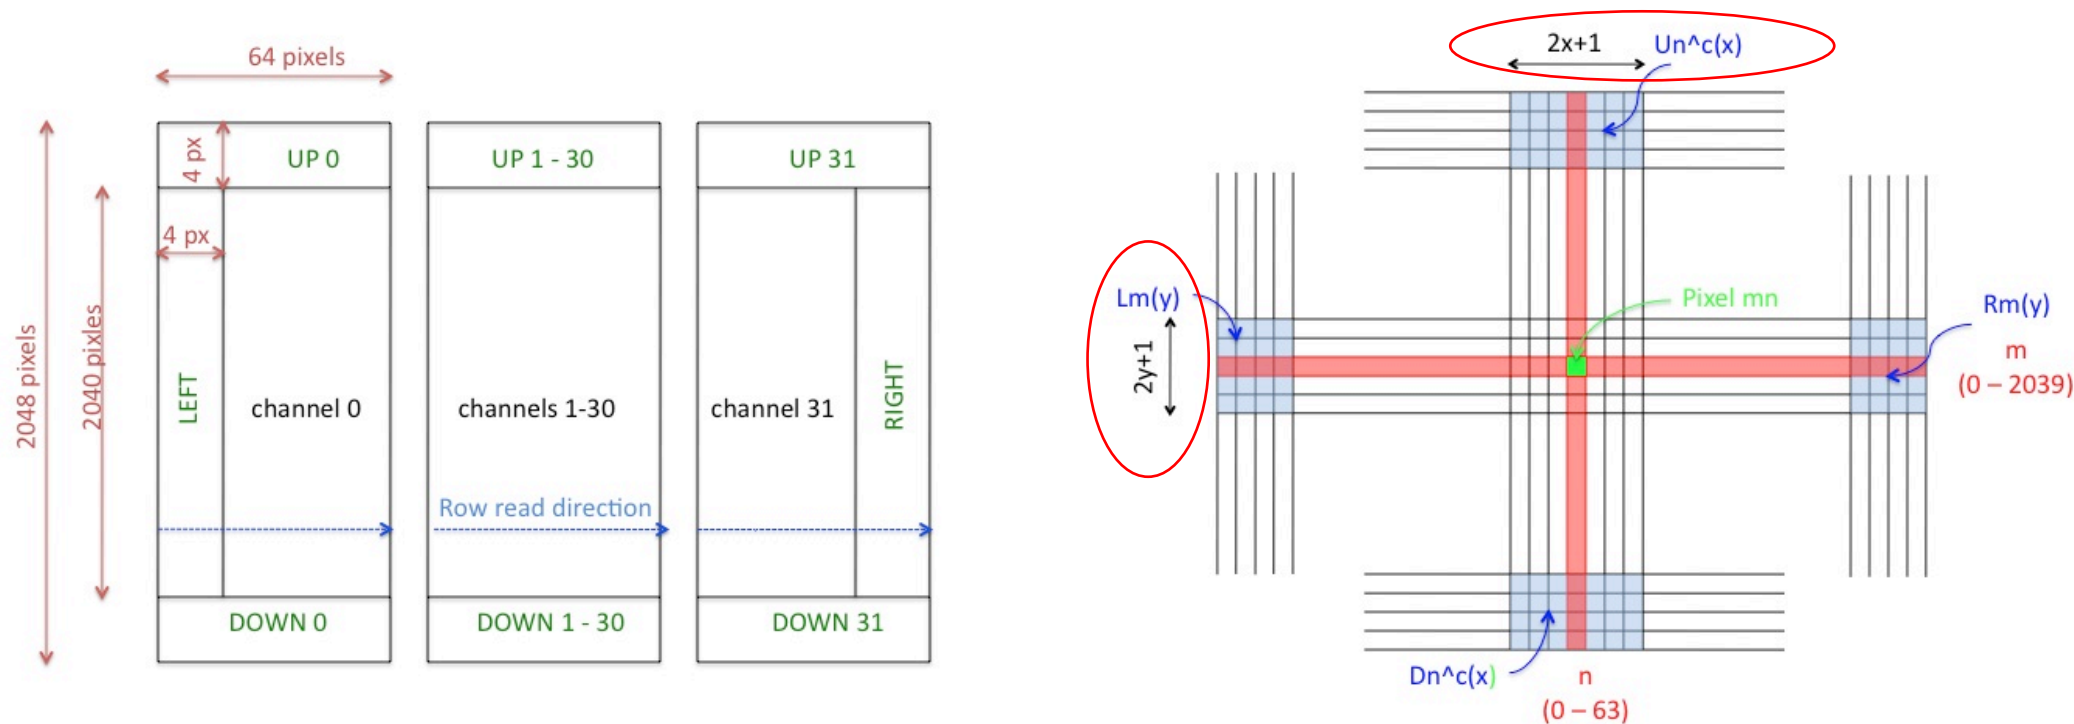 64 pixels
4 px
UP 0
UP 1 - 30
UP 31
4 px
2048 pixels
2040 pixles
LEFT
channel 0
channels 1-30
channel 31
RIGHT
Row read direction
DOWN 0
DOWN 1 - 30
DOWN 31
2x+1
Un^c(x)
Lm(y)
2y+1
Pixel mn
Rm(y)
m
(0 – 2039)
Dn^c(x)
n
(0 – 63)